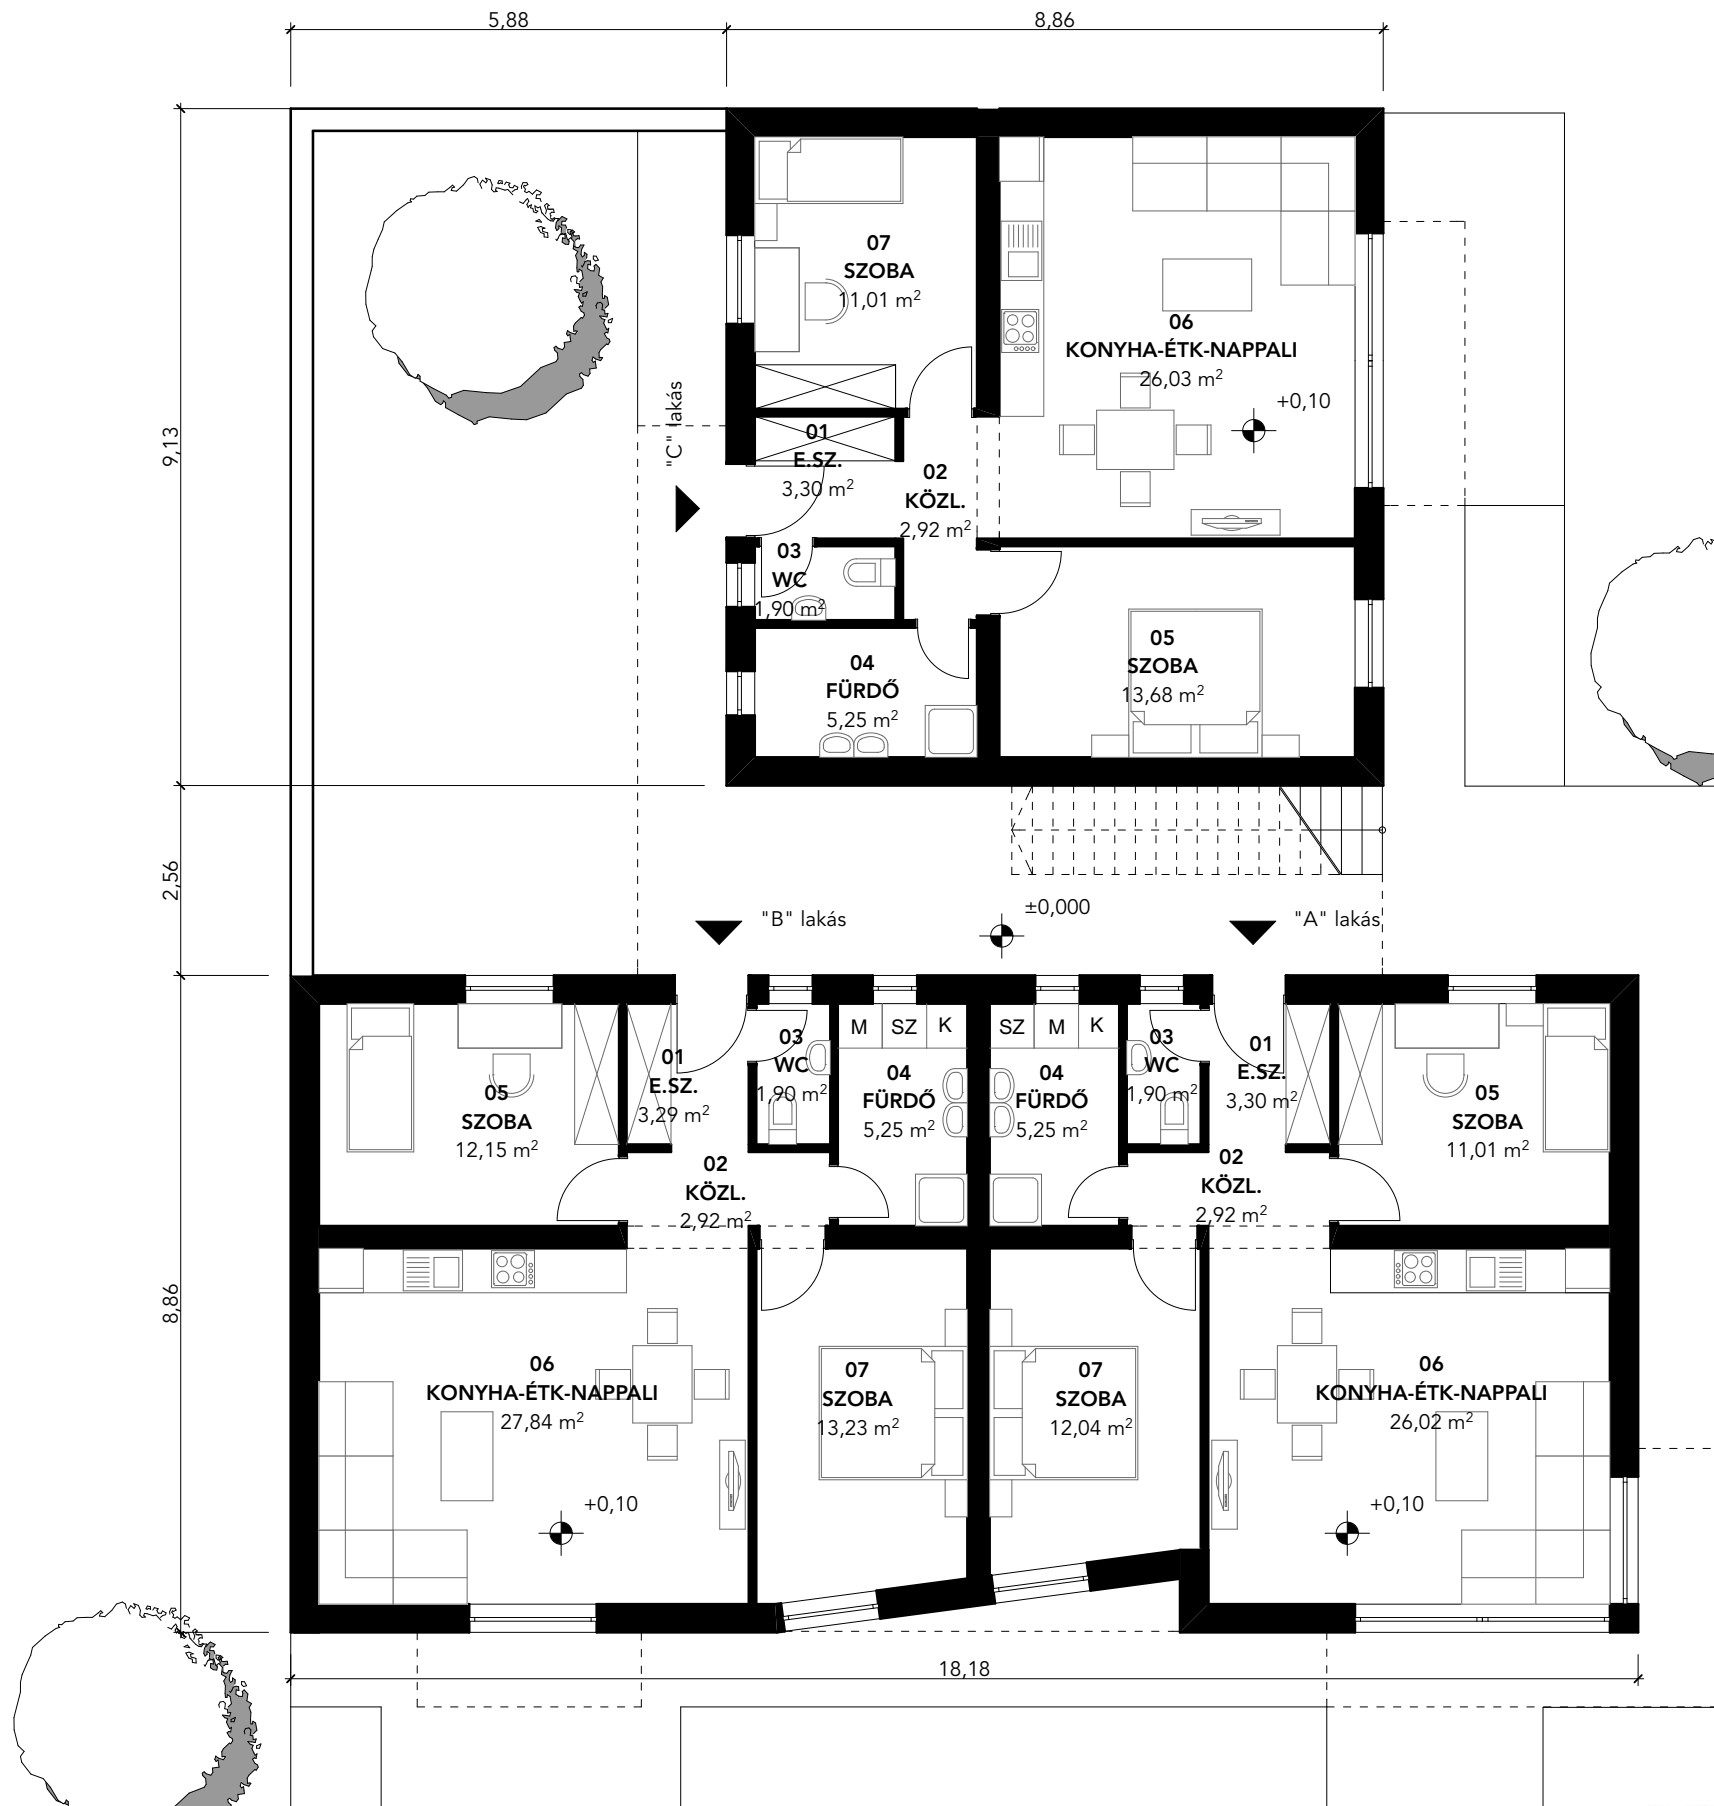 5,88
8,86
9,13
2,56
8,86
07
SZOBA
11,01 m²
06
KONYHA-ÉTK-NAPPALI
26,03 m²
+0,10
"C" lakás
01
E.SZ.
3,30 m²
02
KÖZL.
2,92 m²
03
WC
1,90 m²
04
FÜRDŐ
5,25 m²
05
SZOBA
13,68 m²
"B" lakás
±0,000
"A" lakás
05
SZOBA
12,15 m²
01
E.SZ.
3,29 m²
03
WC
1,90 m²
M SZ K
04
FÜRDŐ
5,25 m²
02
KÖZL.
2,92 m²
SZ M K
04
FÜRDŐ
5,25 m²
03
WC
1,90 m²
01
E.SZ.
3,30 m²
02
KÖZL.
2,92 m²
05
SZOBA
11,01 m²
06
KONYHA-ÉTK-NAPPALI
27,84 m²
+0,10
07
SZOBA
13,23 m²
07
SZOBA
12,04 m²
06
KONYHA-ÉTK-NAPPALI
26,02 m²
+0,10
18,18